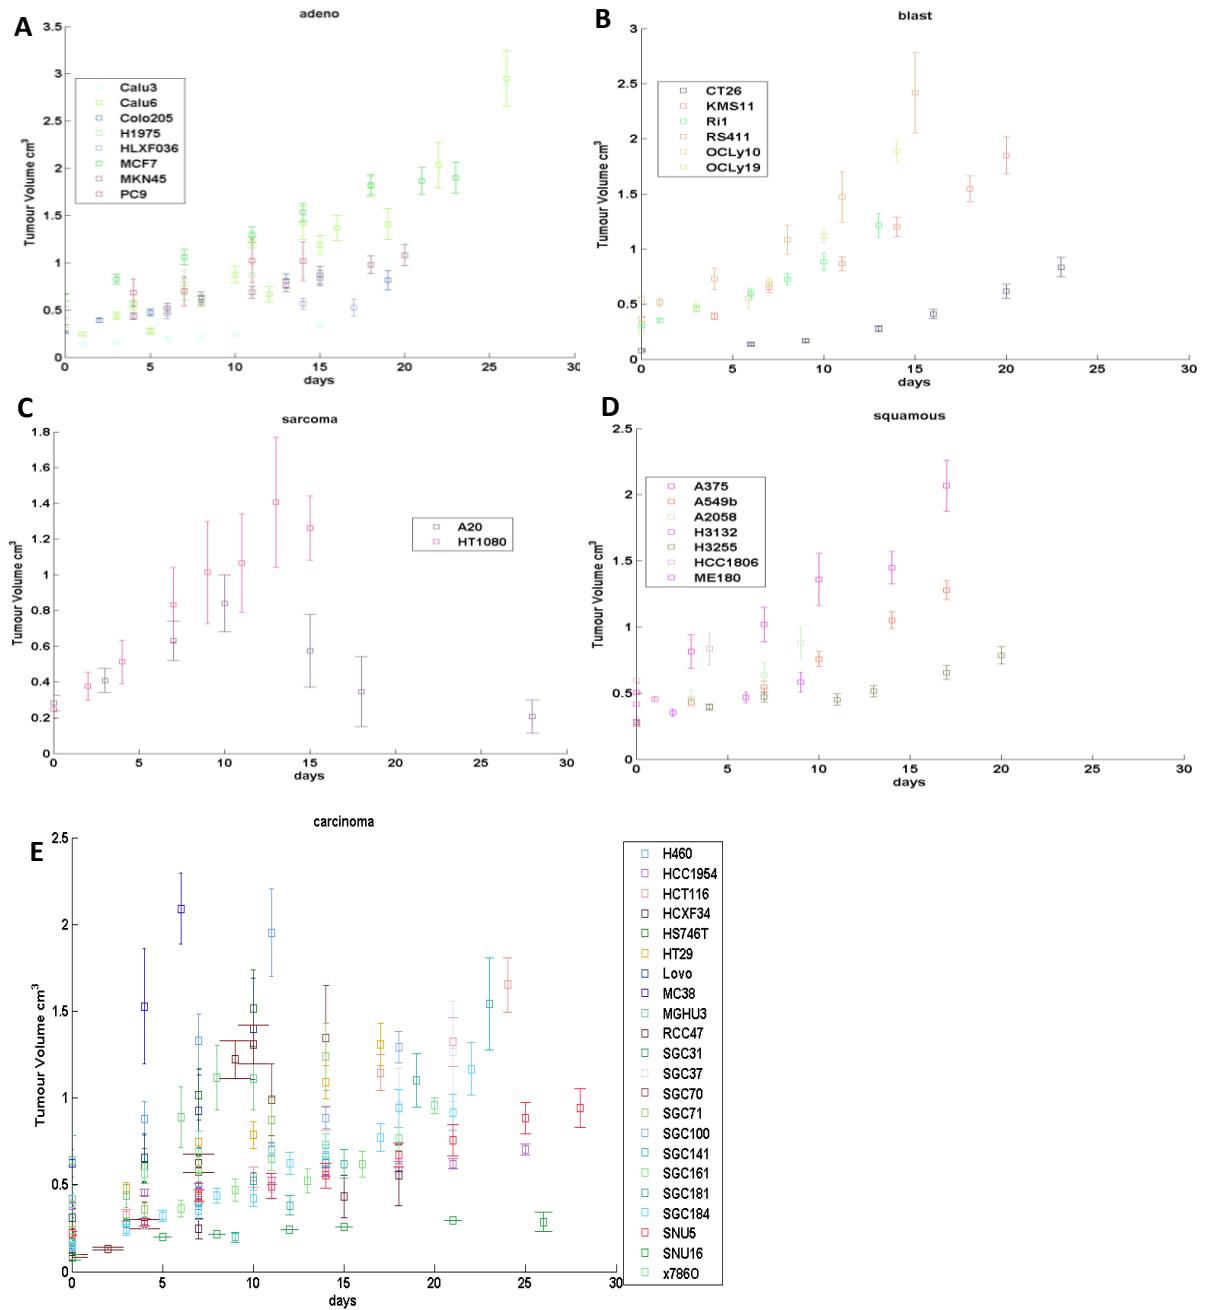 A
adeno
3.5
3
2.5
2
1.5
1
0.5
0
Tumour Volume cm3
Calu3
Calu6
Colo205
H1975
HLXF036
MCF7
MKN45
PC9
0 5 10 15 20 25 30
days
B
blast
3
2.5
2
1.5
1
0.5
0
Tumour Volume cm3
CT26
KMS11
Ri1
RS411
OCLy10
OCLy19
0 5 10 15 20 25 30
days
C
sarcoma
1.8
1.6
1.4
1.2
1
0.8
0.6
0.4
0.2
0
Tumour Volume cm3
A20
HT1080
0 5 10 15 20 25 30
days
D
squamous
2.5
2
1.5
1
0.5
0
Tumour Volume cm3
A375
A549b
A2058
H3132
H3255
HCC1806
ME180
0 5 10 15 20 25 30
days
E
carcinoma
2.5
2
1.5
1
0.5
0
Tumour Volume cm3
0 5 10 15 20 25 30
days
H460
HCC1954
HCT116
HCXF34
HS746T
HT29
Lovo
MC38
MGHU3
RCC47
SGC31
SGC37
SGC70
SGC71
SGC100
SGC141
SGC161
SGC181
SGC184
SNU5
SNU16
x786O